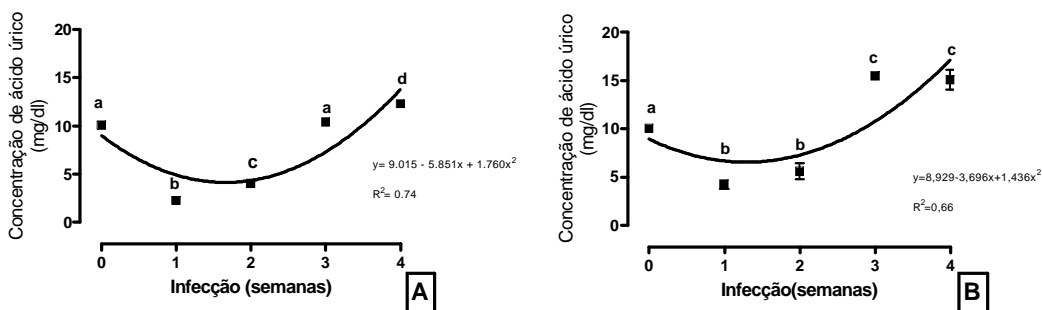 Concentração de ácido úrico
(mg/dl)
20
15
10
5
0
a
b
c
a
d
y= 9.015 - 5.851x + 1.760x²
R²= 0.74
0 1 2 3 4
Infecção (semanas)
A
Concentração de ácido úrico
(mg/dl)
20
15
10
5
0
a
b
b
c
c
y=8,929-3,696x+1,436x²
R²=0,66
0 1 2 3 4
Infecção(semanas)
B